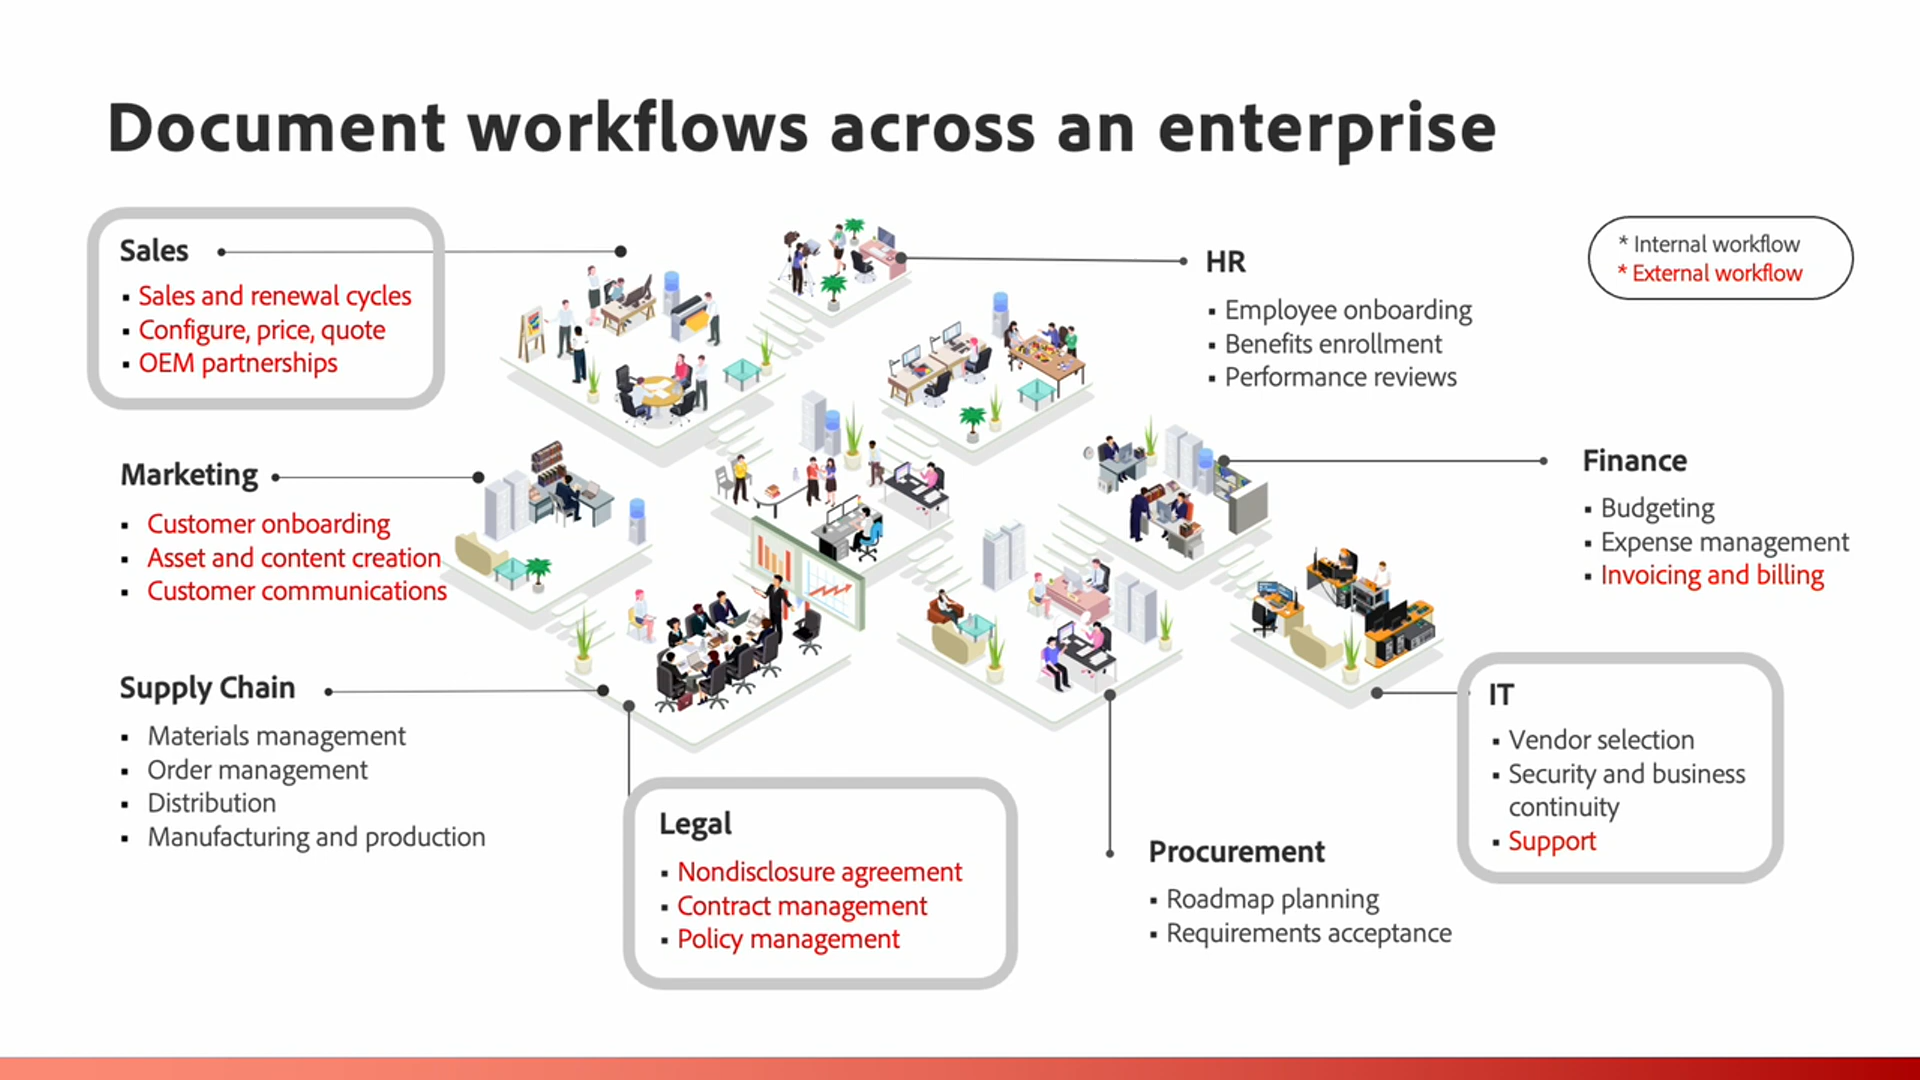 Document workflows across an enterprise
Sales
▪ Sales and renewal cycles
▪ Configure, price, quote
▪ OEM partnerships
HR
▪ Employee onboarding
▪ Benefits enrollment
▪ Performance reviews
* Internal workflow
* External workflow
Marketing
▪ Customer onboarding
▪ Asset and content creation
▪ Customer communications
Finance
▪ Budgeting
▪ Expense management
▪ Invoicing and billing
Supply Chain
▪ Materials management
▪ Order management
▪ Distribution
▪ Manufacturing and production
Legal
▪ Nondisclosure agreement
▪ Contract management
▪ Policy management
Procurement
▪ Roadmap planning
▪ Requirements acceptance
IT
▪ Vendor selection
▪ Security and business
continuity
▪ Support